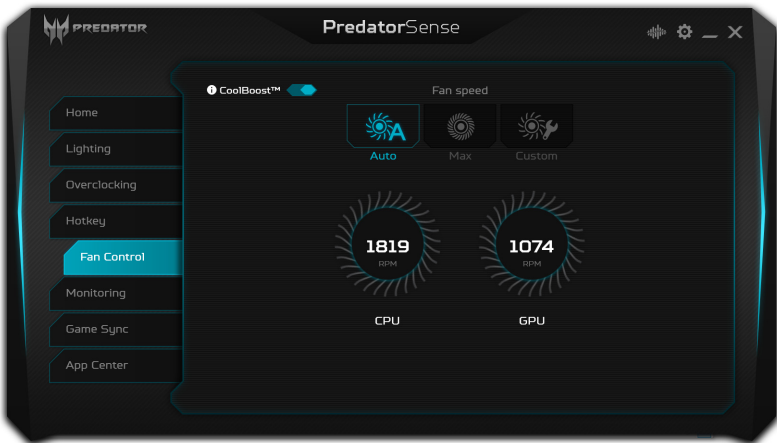 PREDATOR
PredatorSense
CoolBoost™
Fan speed
Home
Lighting
Overclocking
Hotkey
Fan Control
Monitoring
Game Sync
App Center
Auto
Max
Custom
1819
RPM
CPU
1074
RPM
GPU